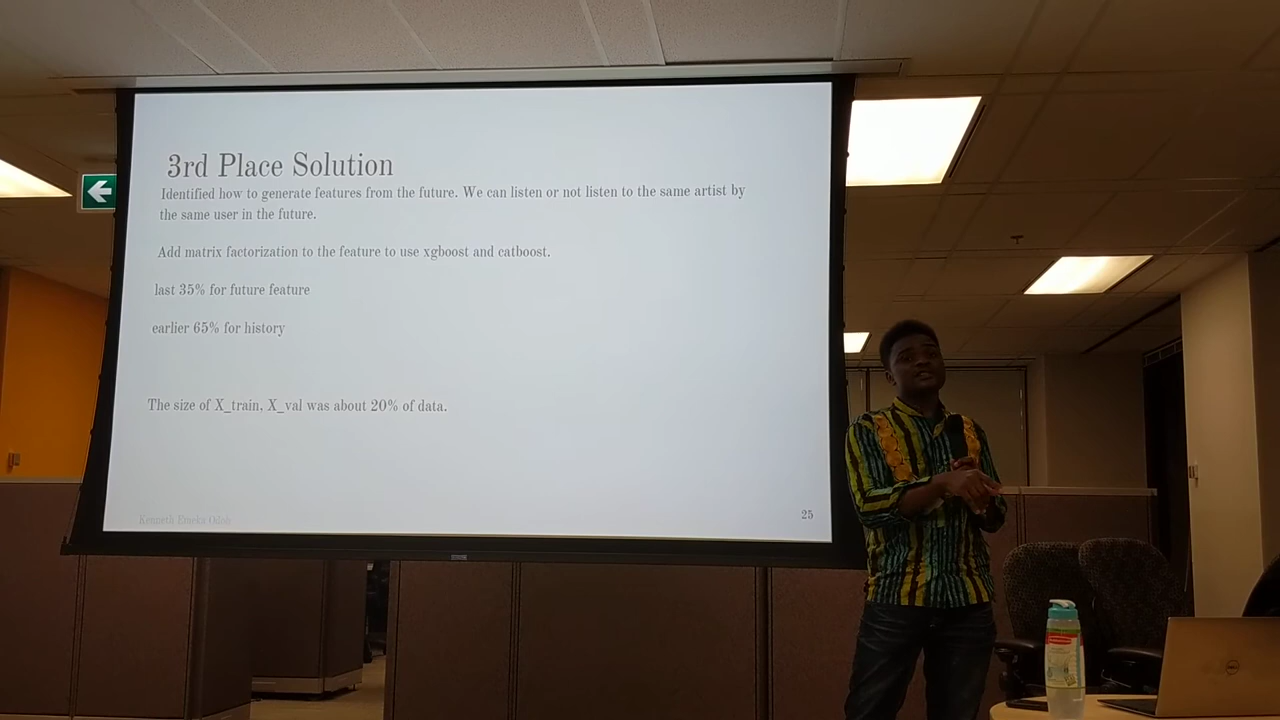 3rd Place Solution
Identified how to generate features from the future. We can listen or not listen to the same artist by
the same user in the future.
Add matrix factorization to the feature to use xgboost and catboost.
last 35% for future feature
earlier 65% for history
The size of X_train, X_val was about 20% of data.
Kenneth Emeka Odoh
25